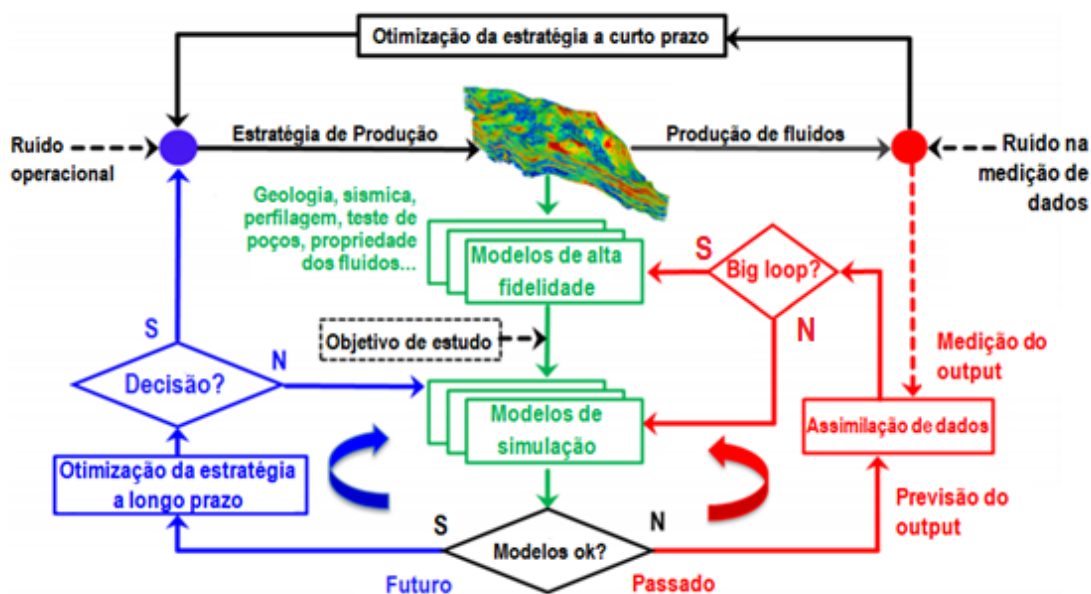 Otimização da estratégia a curto prazo
Ruído
operacional
Estratégia de Produção
Produção de fluidos
Ruído na
medição de
dados
Geologia, sísmica,
perfilagem, teste de
poços, propriedade
dos fluidos...
Modelos de alta
fidelidade
S
Big loop?
N
Objetivo de estudo
S
Decisão?
N
Modelos de
simulação
Medição do
output
Assimilação de dados
Otimização da estratégia
a longo prazo
Previsão do
output
S
Modelos ok?
N
Futuro
Passado